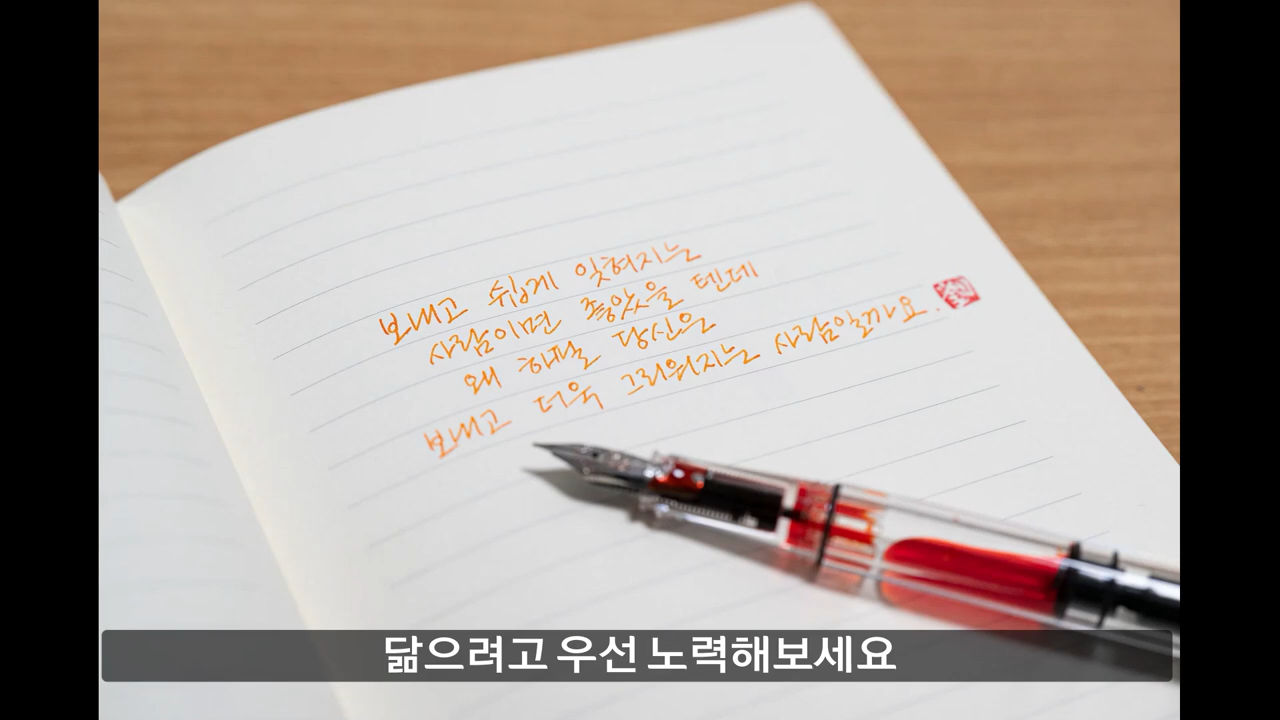 보내고 쉽게 잊혀지는
사람이면 좋았을 텐데
왜 하필 당신은
보내고 더욱 그리워지는 사람일까요.
닮으려고 우선 노력해보세요